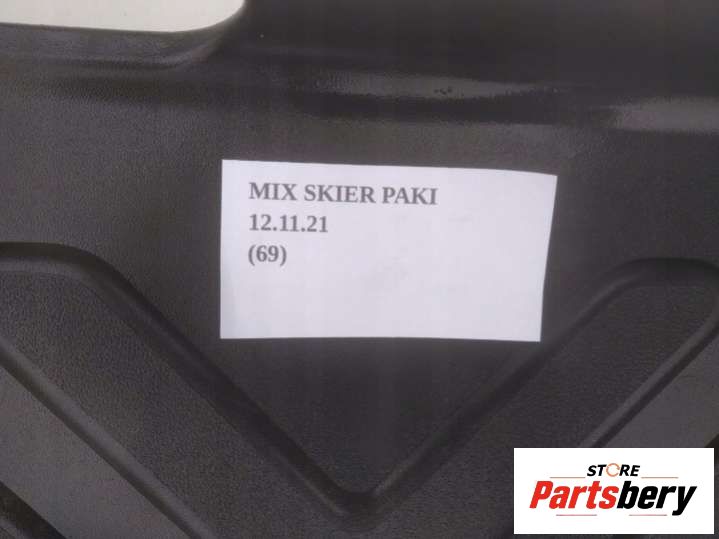 MIX SKIER PAKI
12.11.21
(69)
STORE
Partsbery